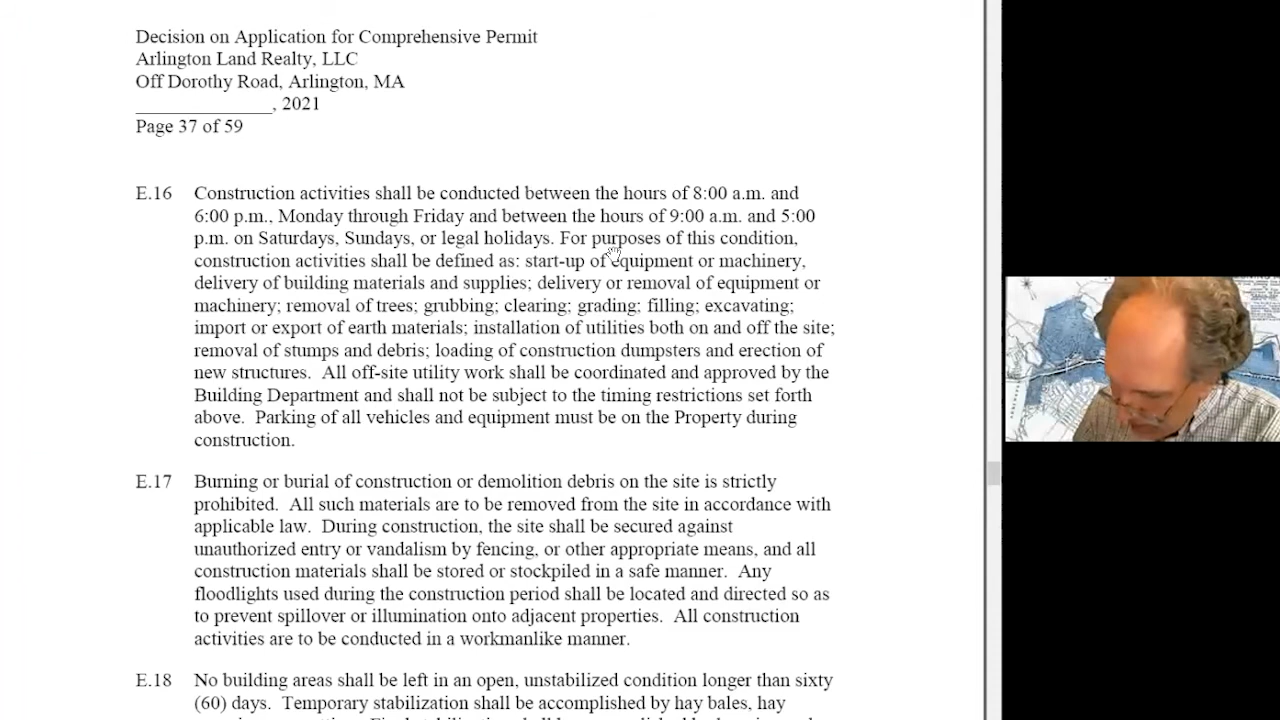 Decision on Application for Comprehensive Permit
Arlington Land Realty, LLC
Off Dorothy Road, Arlington, MA
_______________, 2021
Page 37 of 59
E.16 Construction activities shall be conducted between the hours of 8:00 a.m. and
6:00 p.m., Monday through Friday and between the hours of 9:00 a.m. and 5:00
p.m. on Saturdays, Sundays, or legal holidays. For purposes of this condition,
construction activities shall be defined as: start-up of equipment or machinery,
delivery of building materials and supplies; delivery or removal of equipment or
machinery; removal of trees; grubbing; clearing; grading; filling; excavating;
import or export of earth materials; installation of utilities both on and off the site;
removal of stumps and debris; loading of construction dumpsters and erection of
new structures. All off-site utility work shall be coordinated and approved by the
Building Department and shall not be subject to the timing restrictions set forth
above. Parking of all vehicles and equipment must be on the Property during
construction.
E.17 Burning or burial of construction or demolition debris on the site is strictly
prohibited. All such materials are to be removed from the site in accordance with
applicable law. During construction, the site shall be secured against
unauthorized entry or vandalism by fencing, or other appropriate means, and all
construction materials shall be stored or stockpiled in a safe manner. Any
floodlights used during the construction period shall be located and directed so as
to prevent spillover or illumination onto adjacent properties. All construction
activities are to be conducted in a workmanlike manner.
E.18 No building areas shall be left in an open, unstabilized condition longer than sixty
(60) days. Temporary stabilization shall be accomplished by hay bales, hay